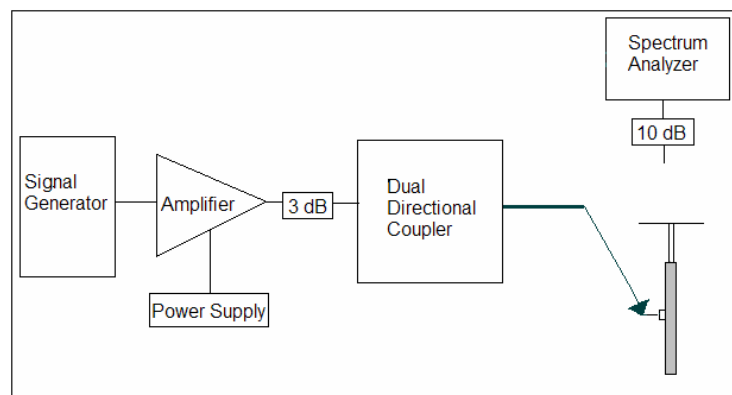 Spectrum
Analyzer
10 dB
Signal
Generator
Amplifier
3 dB
Dual
Directional
Coupler
Power Supply